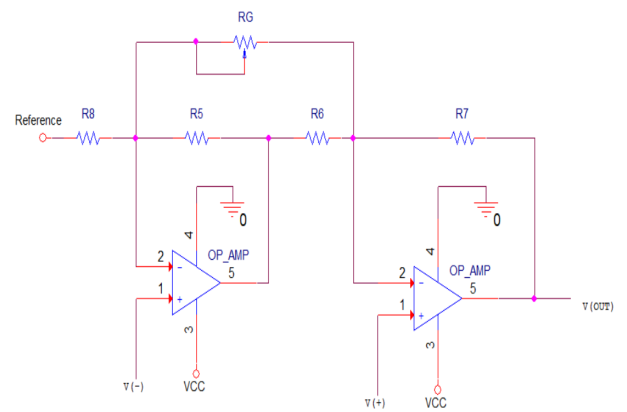 RG
Reference
R8
R5
R6
R7
0
0
4
4
2
OP_AMP
5
1
2
OP_AMP
5
1
3
3
V(OUT)
V(-)
VCC
V(+)
VCC
-
+
-
+